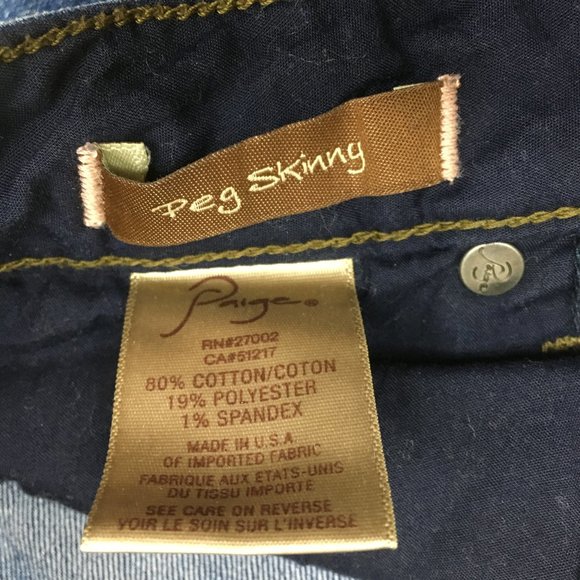 Peg Skinny
Paige®
RN#27002
CA#51217
80% COTTON/COTON
19% POLYESTER
1% SPANDEX
MADE IN U.S.A
OF IMPORTED FABRIC
FABRIQUE AUX ETATS-UNIS
DU TISSU IMPORTE
SEE CARE ON REVERSE
VOIR LE SOIN SUR L'INVERSE